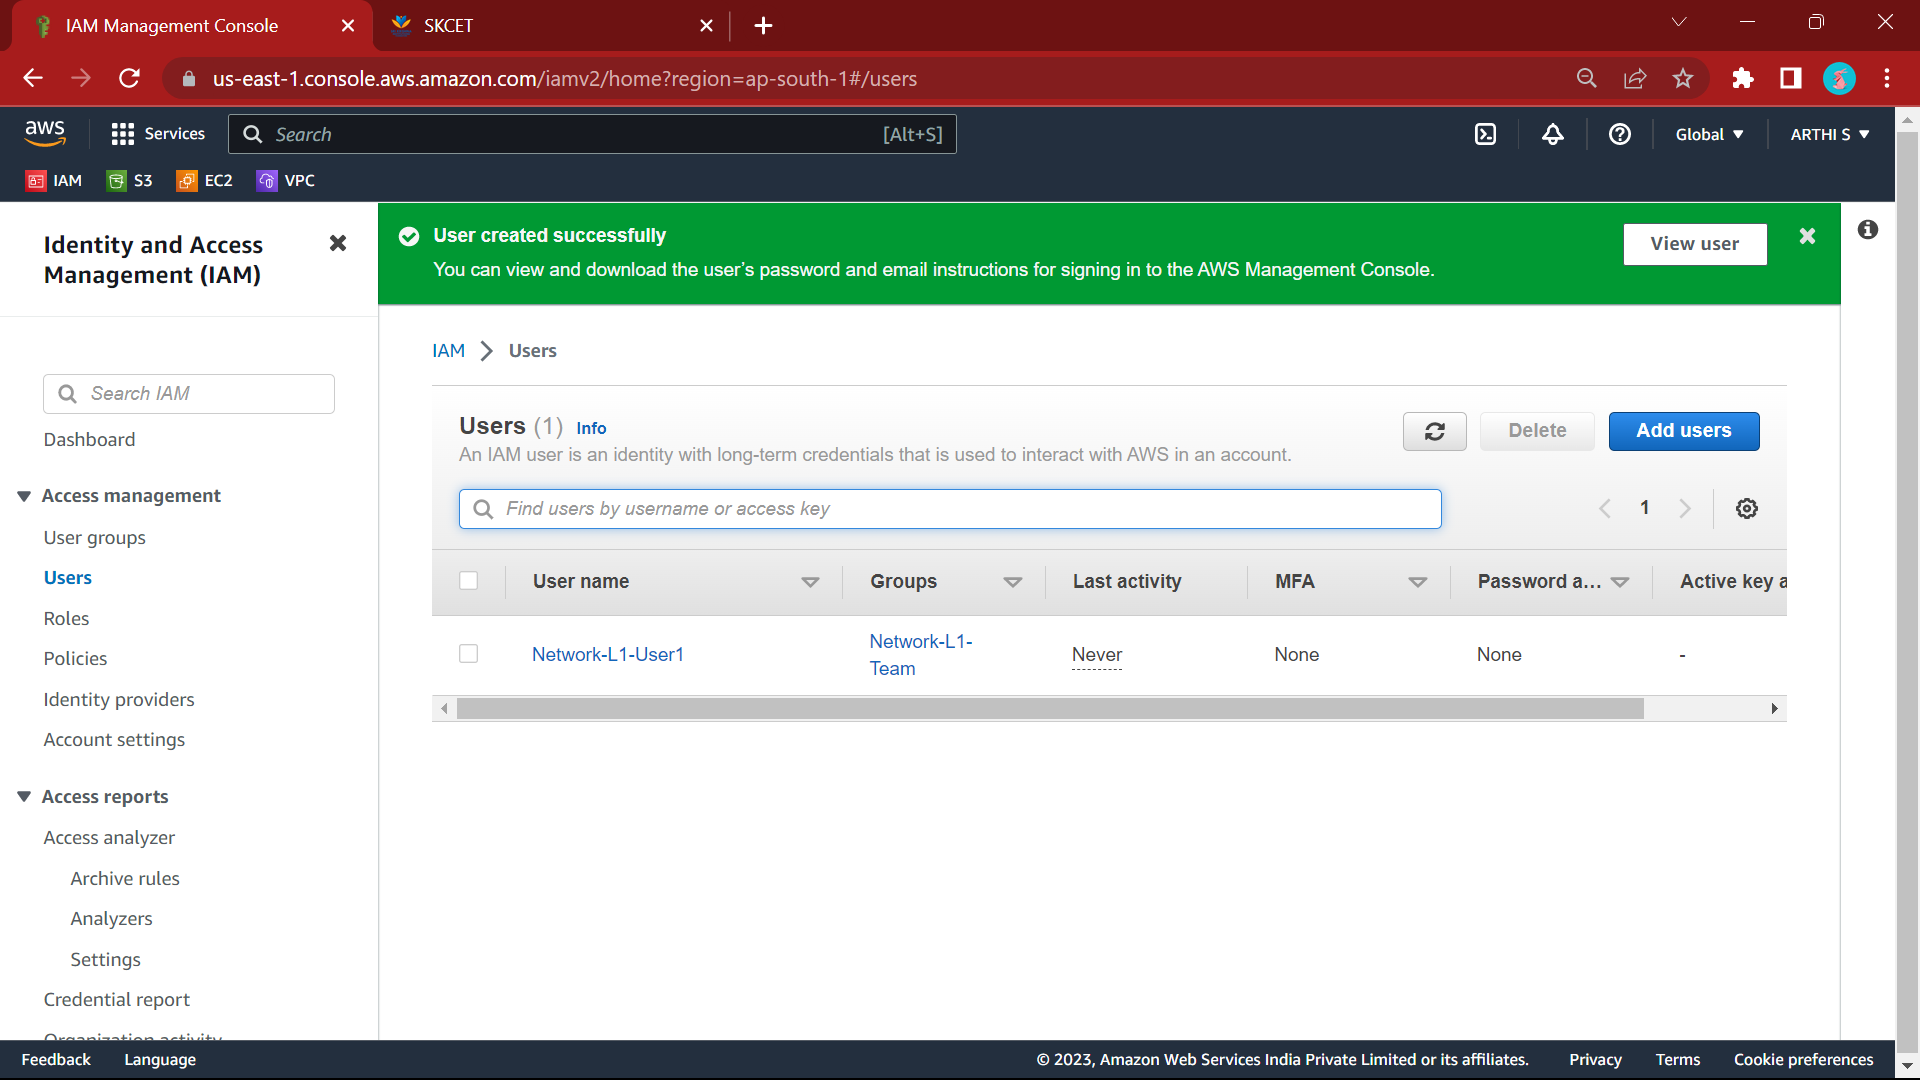 IAM Management Console
SKCET
us-east-1.console.aws.amazon.com/iamv2/home?region=ap-south-1#/users
aws
Services
Search
[Alt+S]
Global
ARTHI S
IAM
S3
EC2
VPC
Identity and Access
Management (IAM)
Search IAM
Dashboard
Access management
User groups
Users
Roles
Policies
Identity providers
Account settings
Access reports
Access analyzer
Archive rules
Analyzers
Settings
Credential report
Organization activity
User created successfully
You can view and download the user's password and email instructions for signing in to the AWS Management Console.
View user
IAM > Users
Users (1) Info
An IAM user is an identity with long-term credentials that is used to interact with AWS in an account.
Delete
Add users
Find users by username or access key
1
User name Groups Last activity MFA Password a... Active key a
Network-L1-User1 Network-L1- Never None None -
Team
Feedback
Language
© 2023, Amazon Web Services India Private Limited or its affiliates.
Privacy
Terms
Cookie preferences